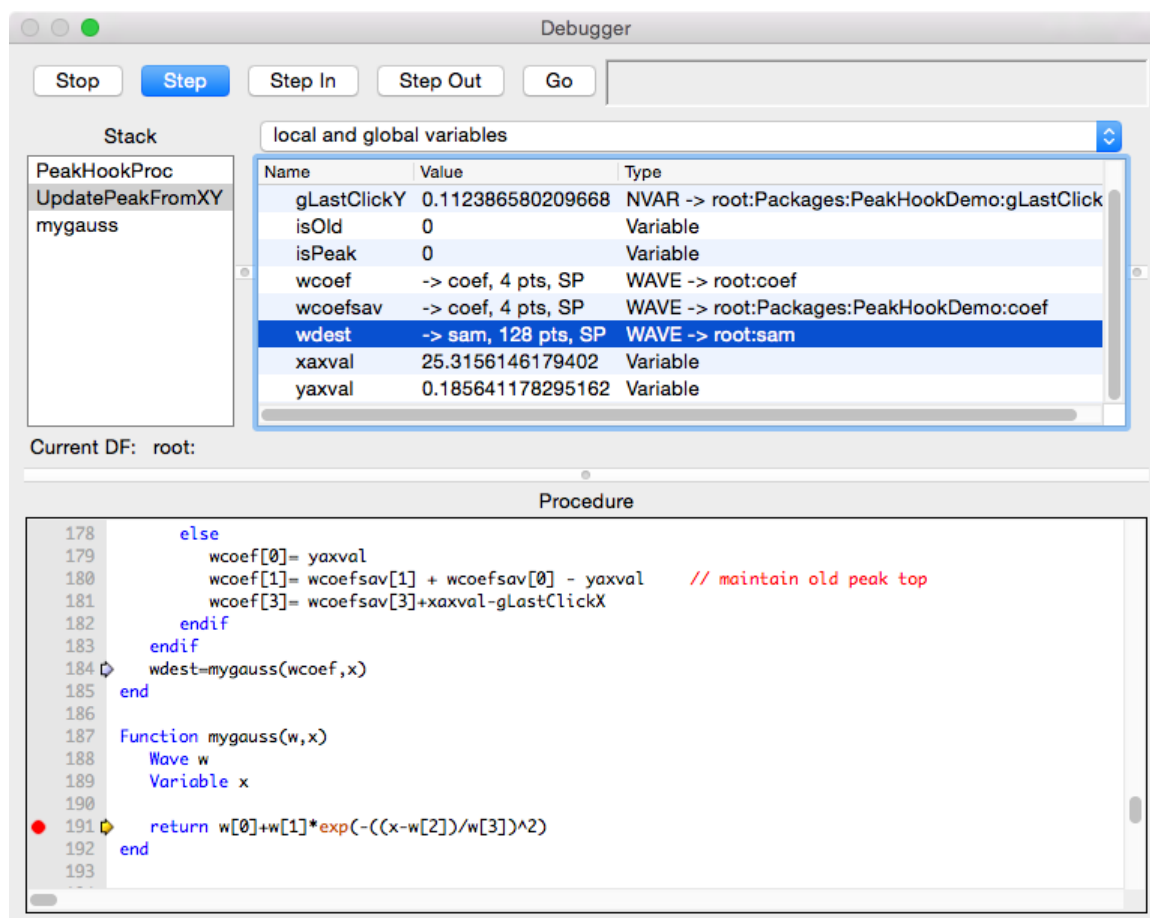 Debugger
Stop Step Step In Step Out Go
Stack local and global variables
PeakHookProc
UpdatePeakFromXY
mygauss
Name Value Type
gLastClickY 0.112386580209668 NVAR -> root:Packages:PeakHookDemo:gLastClick
isOld 0 Variable
isPeak 0 Variable
wcoef -> coef, 4 pts, SP WAVE -> root:coef
wcoefsav -> coef, 4 pts, SP WAVE -> root:Packages:PeakHookDemo:coef
wdest -> sam, 128 pts, SP WAVE -> root:sam
xaxval 25.3156146179402 Variable
yaxval 0.185641178295162 Variable
Current DF: root:
Procedure
178 else
179 wcoef[0]= yaxval
180 wcoef[1]= wcoefsav[1] + wcoefsav[0] - yaxval // maintain old peak top
181 wcoef[3]= wcoefsav[3]+xaxval-gLastClickX
182 endif
183 endif
184 wdest=mygauss(wcoef,x)
185 end
186
187 Function mygauss(w,x)
188 Wave w
189 Variable x
190
191 return w[0]+w[1]*exp(-((x-w[2])/w[3])^2)
192 end
193